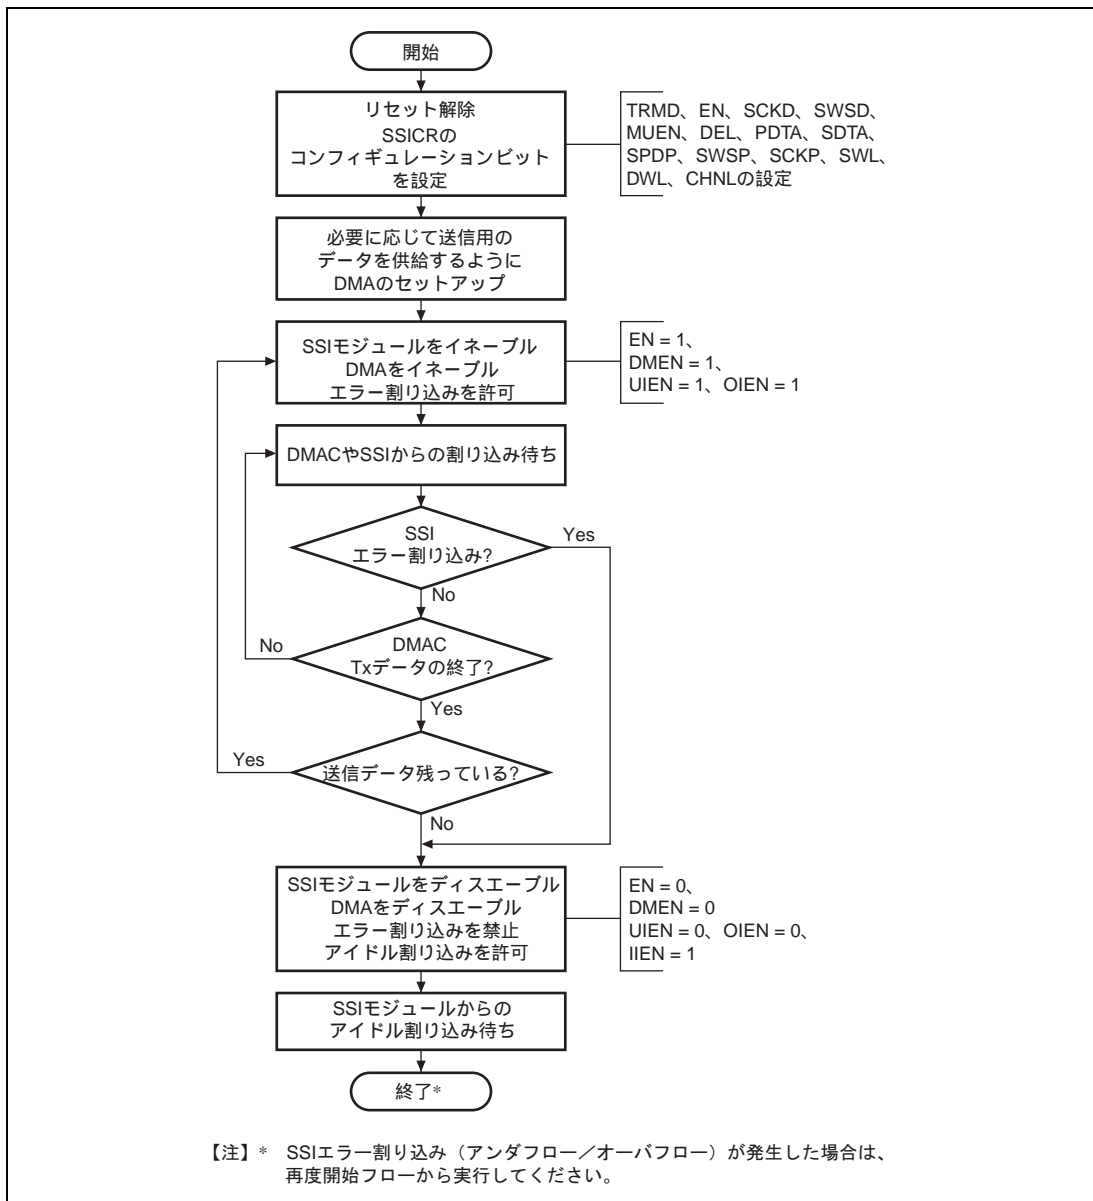 開始
リセット解除
SSICRの
コンフィギュレーションビット
を設定
TRMD、EN、SCKD、SWSD、
MUEN、DEL、PDTA、SDTA、
SPDP、SWSP、SCKP、SWL、
DWL、CHNLの設定
必要に応じて送信用の
データを供給するように
DMAのセットアップ
SSIモジュールをイネーブル
DMAをイネーブル
エラー割り込みを許可
EN = 1、
DMEN = 1、
UIEN = 1、OIEN = 1
DMACやSSIからの割り込み待ち
SSI
エラー割り込み?
Yes
No
DMAC
Txデータの終了?
No
Yes
送信データ残っている?
Yes
No
SSIモジュールをディスエーブル
DMAをディスエーブル
エラー割り込みを禁止
アイドル割り込みを許可
EN = 0、
DMEN = 0
UIEN = 0、OIEN = 0、
IIEN = 1
SSIモジュールからの
アイドル割り込み待ち
終了*
【注】* SSIエラー割り込み（アンダフロー／オーバフロー）が発生した場合は、
再度開始フローから実行してください。